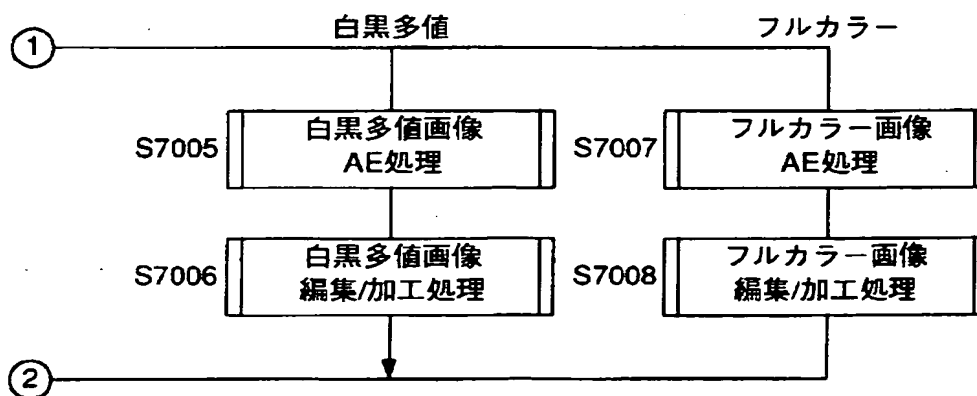 白黒多値
フルカラー
1
S7005
白黒多値画像
AE処理
S7007
フルカラー画像
AE処理
S7006
白黒多値画像
編集/加工処理
S7008
フルカラー画像
編集/加工処理
2